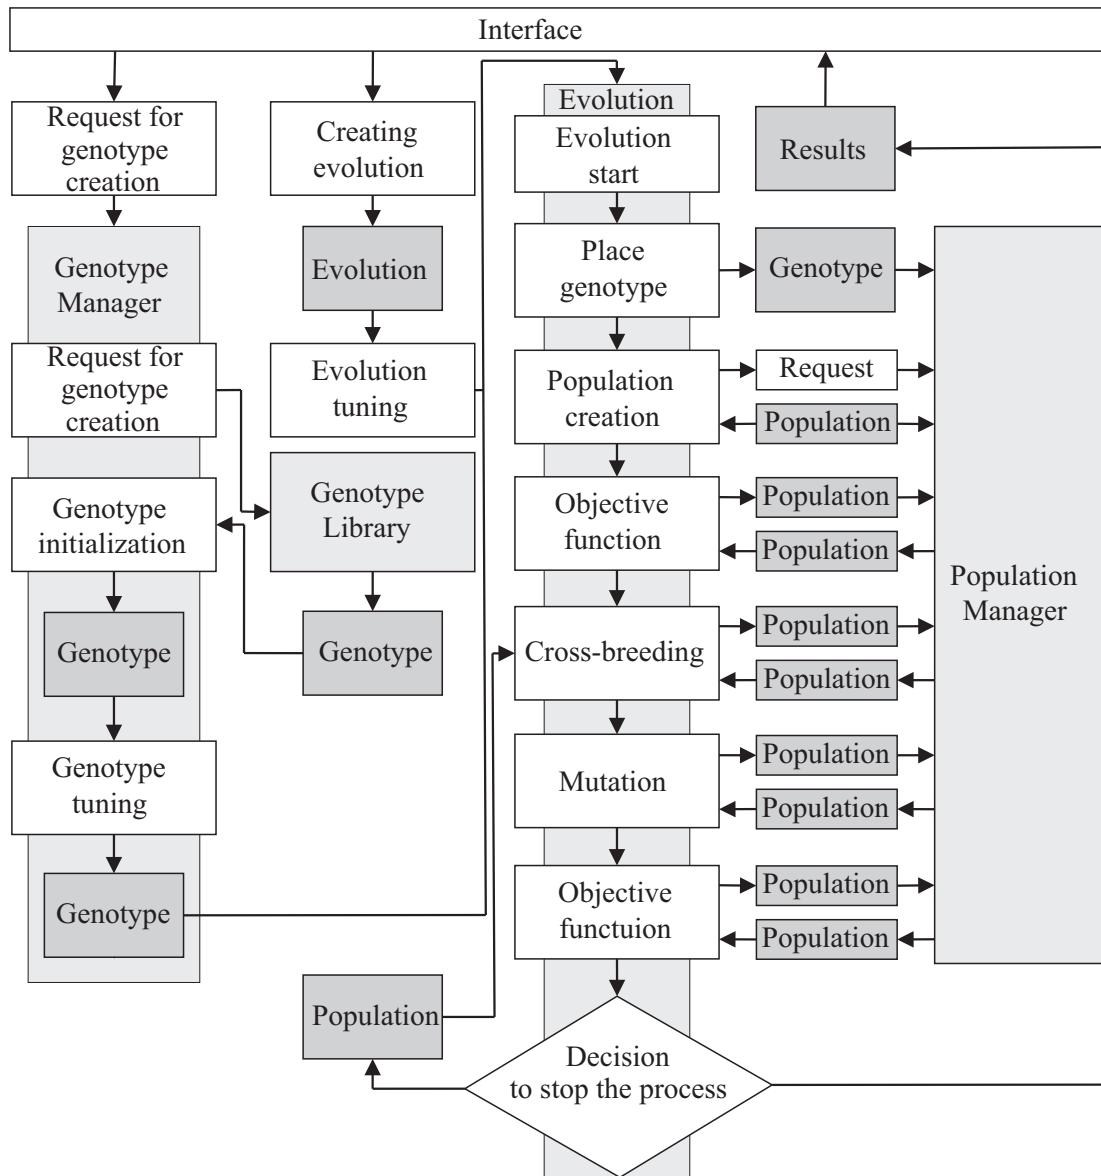 Interface
Request for
genotype
creation
Genotype
Manager
Request for
genotype
creation
Genotype
initialization
Genotype
Genotype
tuning
Genotype
Creating
evolution
Evolution
Evolution
tuning
Genotype
Library
Genotype
Population
Evolution
Evolution
start
Place
genotype
Population
creation
Objective
function
Cross-breeding
Mutation
Objective
functuion
Decision
to stop the process
Results
Genotype
Request
Population
Population
Population
Population
Population
Population
Population
Population
Population
Population
Manager